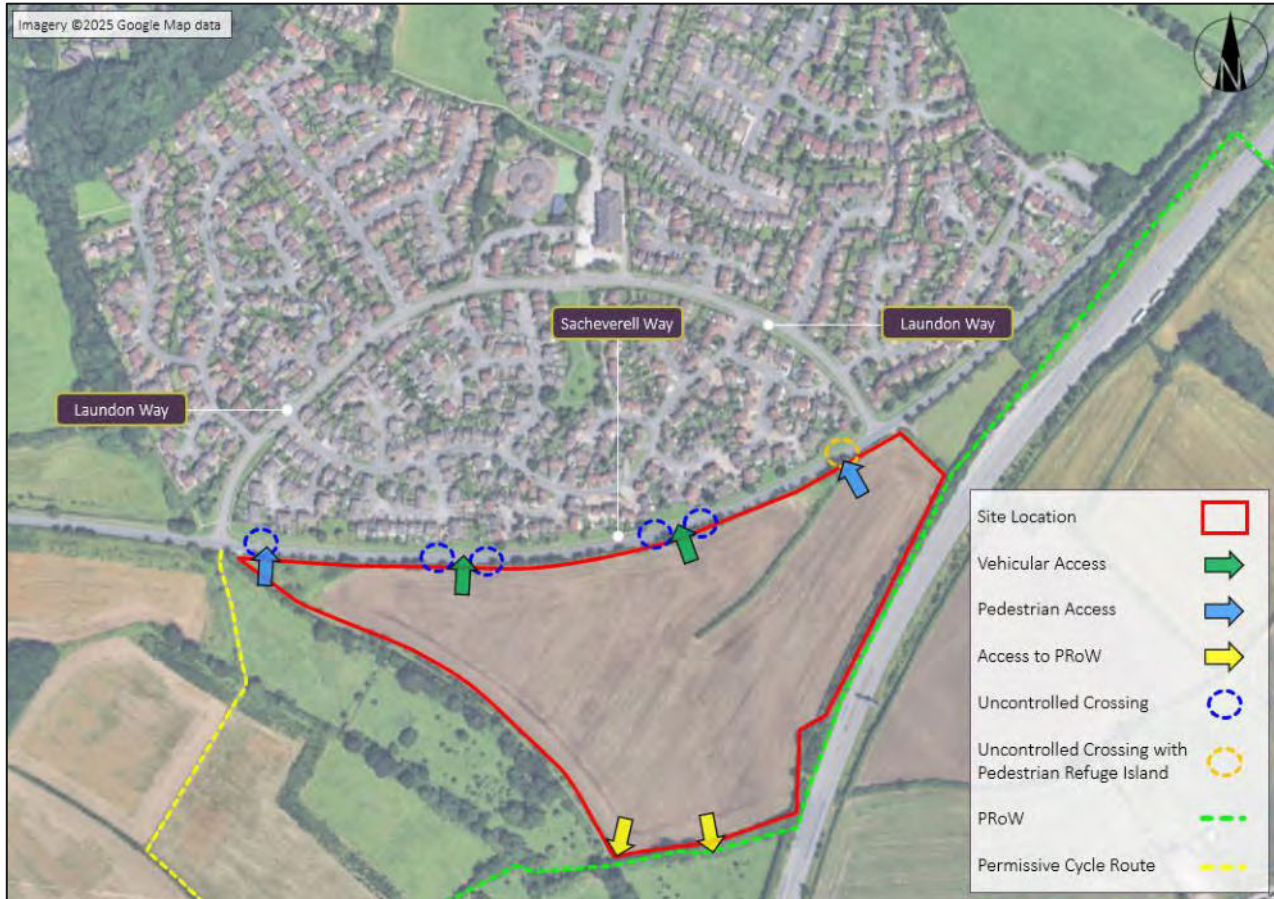 Imagery ©2025 Google Map data
N
Sacheverell Way
Laundon Way
Laundon Way
Site Location
Vehicular Access
Pedestrian Access
Access to PRoW
Uncontrolled Crossing
Uncontrolled Crossing with
Pedestrian Refuge Island
PRoW
Permissive Cycle Route